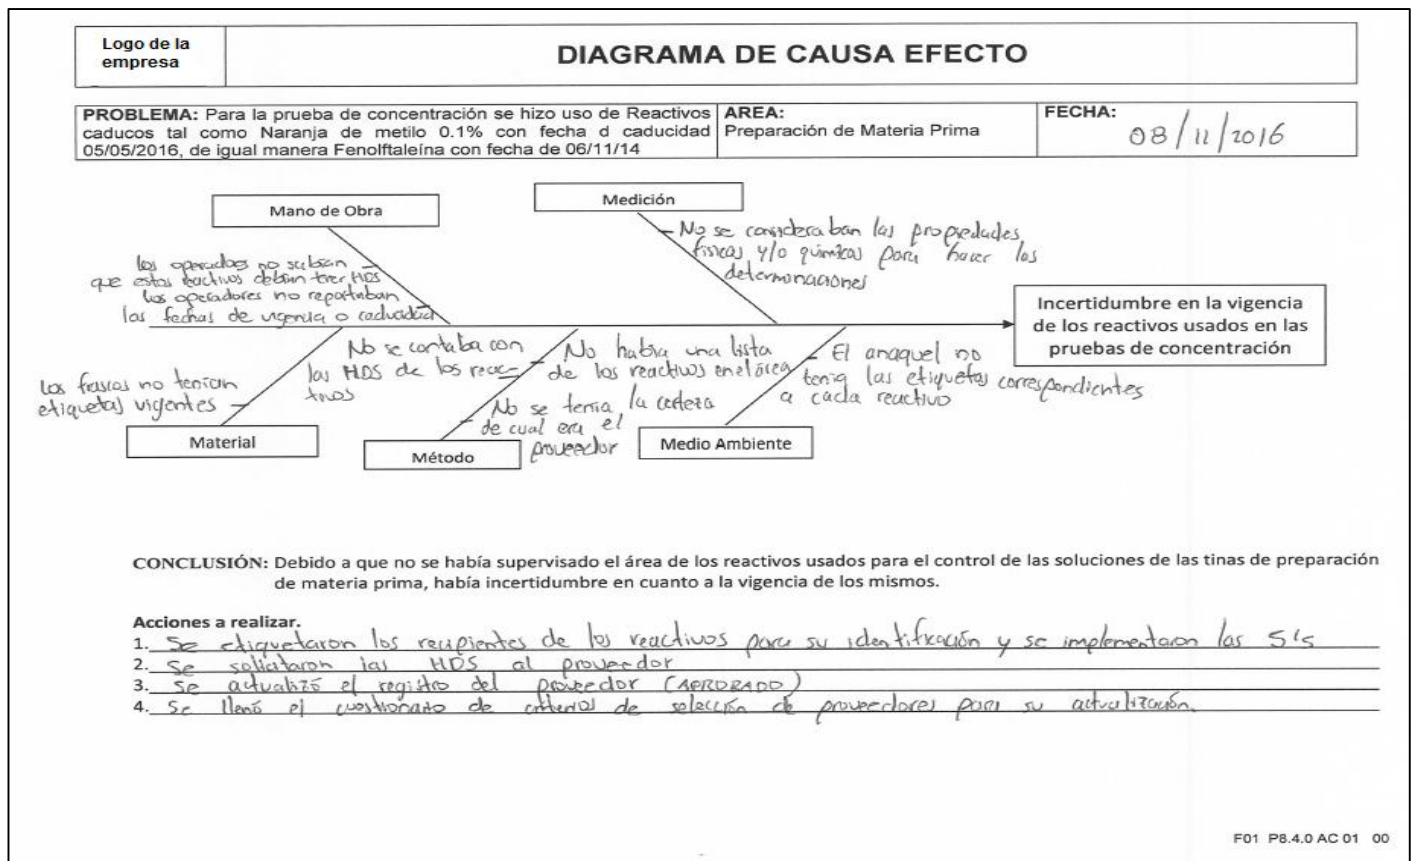 Logo de la
empresa
DIAGRAMA DE CAUSA EFECTO
PROBLEMA: Para la prueba de concentración se hizo uso de Reactivos
caducos tal como Naranja de metilo 0.1% con fecha d caducidad
05/05/2016, de igual manera Fenolftaleína con fecha de 06/11/14
AREA:
Preparación de Materia Prima
FECHA:
08/11/2016
Mano de Obra
Medición
los operadores no sabían
que estos reactivos debían tener HDS
los operadores no reportaban
las fechas de vigencia o caducidad
No se consideraban las propiedades
físicas y/o químicas para hacer las
determinaciones
Incertidumbre en la vigencia
de los reactivos usados en las
pruebas de concentración
Los frascos no tenían
etiquetas vigentes
No se contaba con
las HDS de los reac-
tivos
No había una lista
de los reactivos en el área
No se tenía la certeza
de cual era el
proveedor
El anaquel no
tenía las etiquetas correspondientes
a cada reactivo
Material
Método
Medio Ambiente
CONCLUSIÓN: Debido a que no se había supervisado el área de los reactivos usados para el control de las soluciones de las tinas de preparación
de materia prima, había incertidumbre en cuanto a la vigencia de los mismos.
Acciones a realizar.
1. Se etiquetaron los recipientes de los reactivos para su identificación y se implementaron las 5's
2. Se solicitaron las HDS al proveedor
3. Se actualizó el registro del proveedor (APROBADO)
4. Se llenó el cuestionario de criterios de selección de proveedores para su actualización.
F01 P8.4.0 AC 01 00